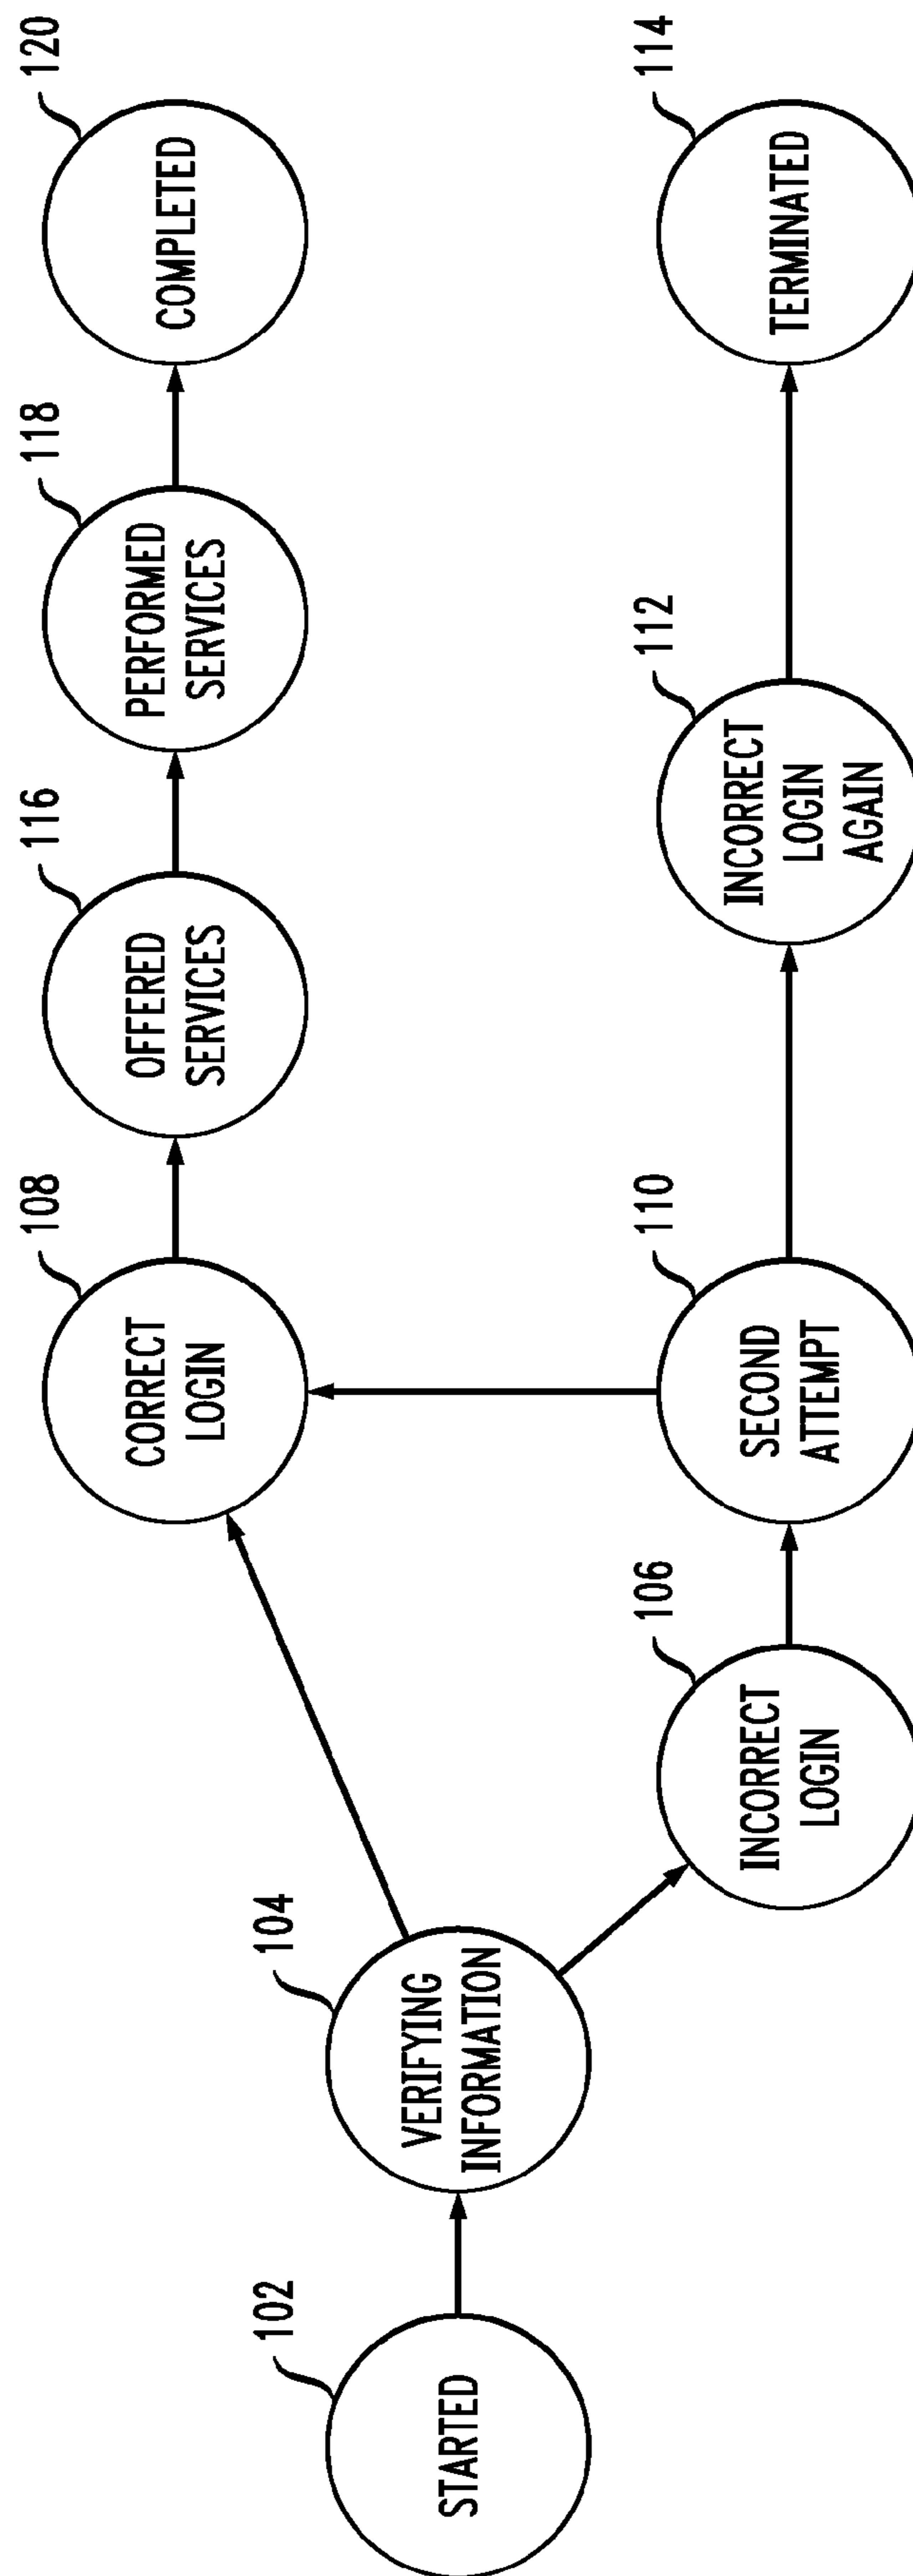 102
STARTED
104
VERIFYING
INFORMATION
108
CORRECT
LOGIN
116
OFFERED
SERVICES
118
PERFORMED
SERVICES
120
COMPLETED
106
INCORRECT
LOGIN
110
SECOND
ATTEMPT
112
INCORRECT
LOGIN
AGAIN
114
TERMINATED